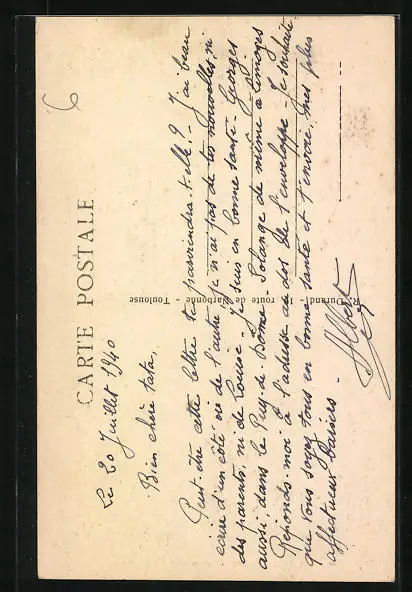 CARTE POSTALE
R. Durand, - route de Narbonne - Toulouse
6
Le 20 Juillet 1940
Bien chère tata,
Peut-être cette lettre te parviendra-t-elle ? - J'ai beau
écrire d'un côté ou de l'autre je n'ai pas de tes nouvelles, ni
des parents, ni de Louise. Je suis en bonne santé - Georges
aussi, dans le Puy-de-Dôme - Solange de même à Limoges
Réponds-moi à l'adresse au dos de l'enveloppe - Je souhaite
que vous soyez tous en bonne santé et t'envoie mes plus
affectueux baisers -
Albert